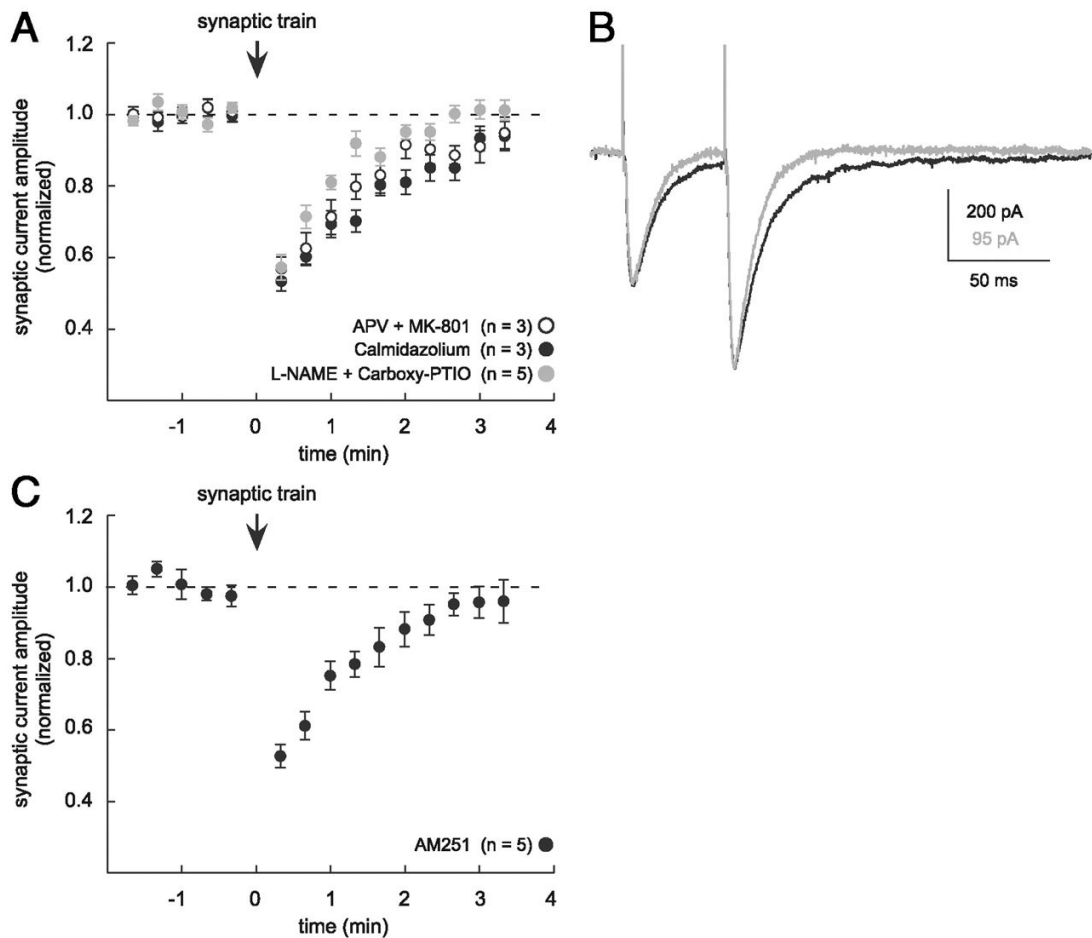 A
synaptic train
1.2
1.0
0.8
0.6
0.4
synaptic current amplitude
(normalized)
APV + MK-801 (n = 3)
Calmidazolium (n = 3)
L-NAME + Carboxy-PTIO (n = 5)
-1 0 1 2 3 4
time (min)
B
200 pA
95 pA
50 ms
C
synaptic train
1.2
1.0
0.8
0.6
0.4
synaptic current amplitude
(normalized)
AM251 (n = 5)
-1 0 1 2 3 4
time (min)